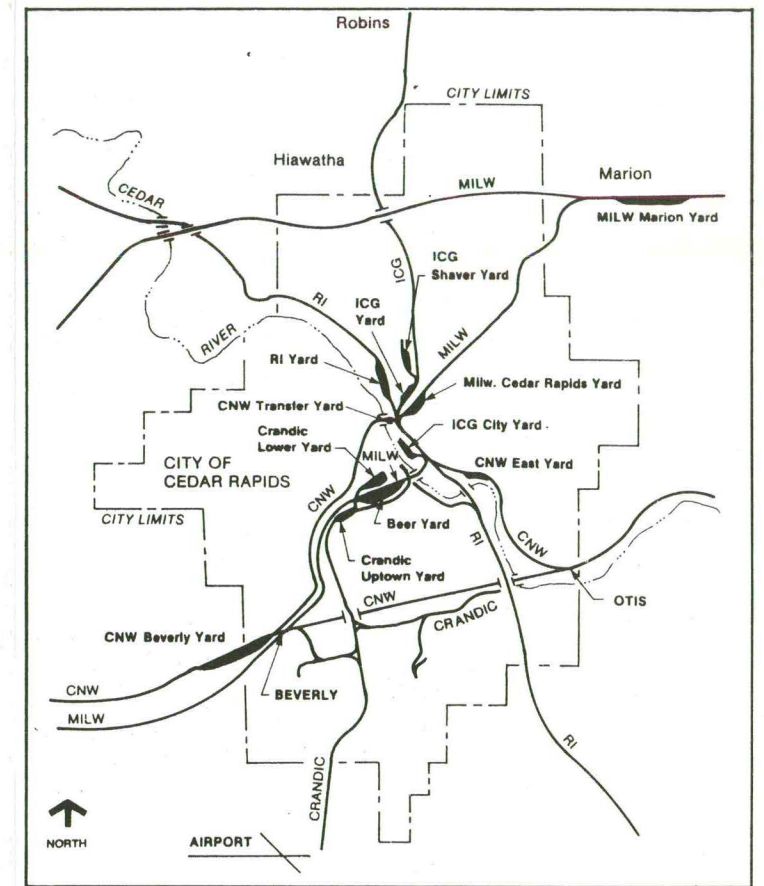 Robins
CITY LIMITS
Hiawatha
Marion
MILW
CEDAR
MILW Marion Yard
ICG
ICG
Shaver Yard
RI
ICG
Yard
MILW
RIVER
RI Yard
Milw. Cedar Rapids Yard
CNW Transfer Yard
ICG City Yard
Crandic
Lower Yard
MILW
CNW East Yard
CITY OF
CEDAR RAPIDS
CNW
CITY LIMITS
Beer Yard
RI
CNW
Crandic
Uptown Yard
CNW
OTIS
CRANDIC
CNW Beverly Yard
BEVERLY
CNW
MILW
RI
CRANDIC
NORTH
AIRPORT